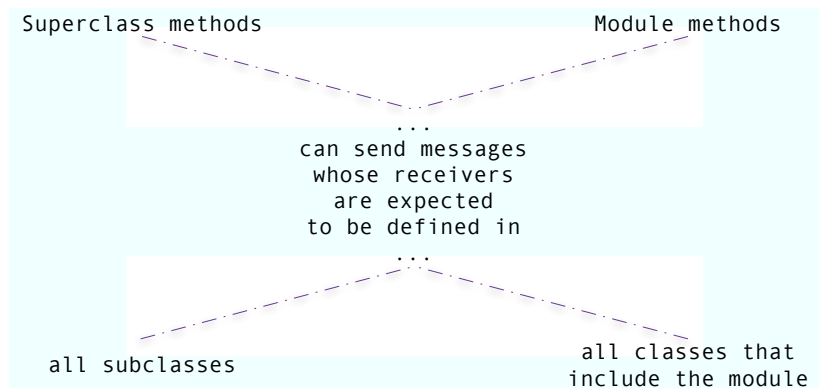 Superclass methods
Module methods
...
can send messages
whose receivers
are expected
to be defined in
...
all subclasses
all classes that
include the module